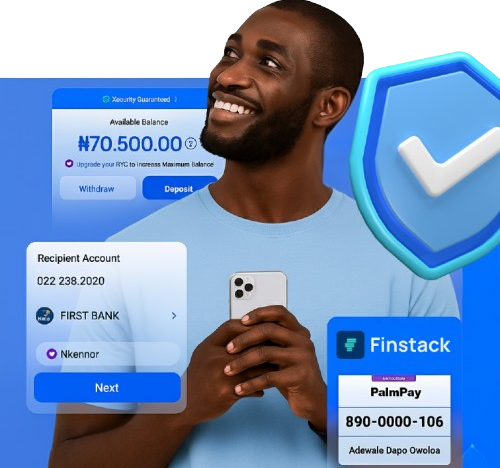 Xecurity Guaranteed
Available Balance
₦70.500.00
Upgrade your RYC to Increase Maximum Balance
Withdraw
Deposit
Recipient Account
022 238.2020
FIRST BANK
Nkennor
Next
Finstack
PalmPay
890-0000-106
Adewale Dapo Owoloa